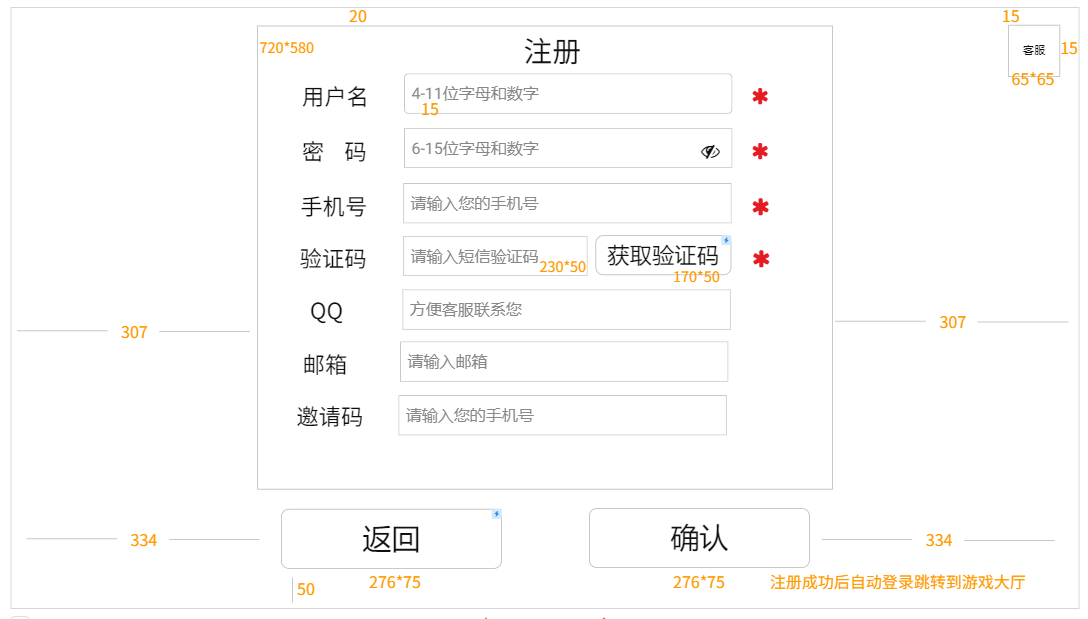 20
15
720*580
注册
客服
15
65*65
用户名
4-11位字母和数字
15
密 码
6-15位字母和数字
手机号
请输入您的手机号
验证码
请输入短信验证码
230*50
获取验证码
170*50
QQ
方便客服联系您
307
307
邮箱
请输入邮箱
邀请码
请输入您的手机号
334
返回
确认
334
276*75
276*75
注册成功后自动登录跳转到游戏大厅
50